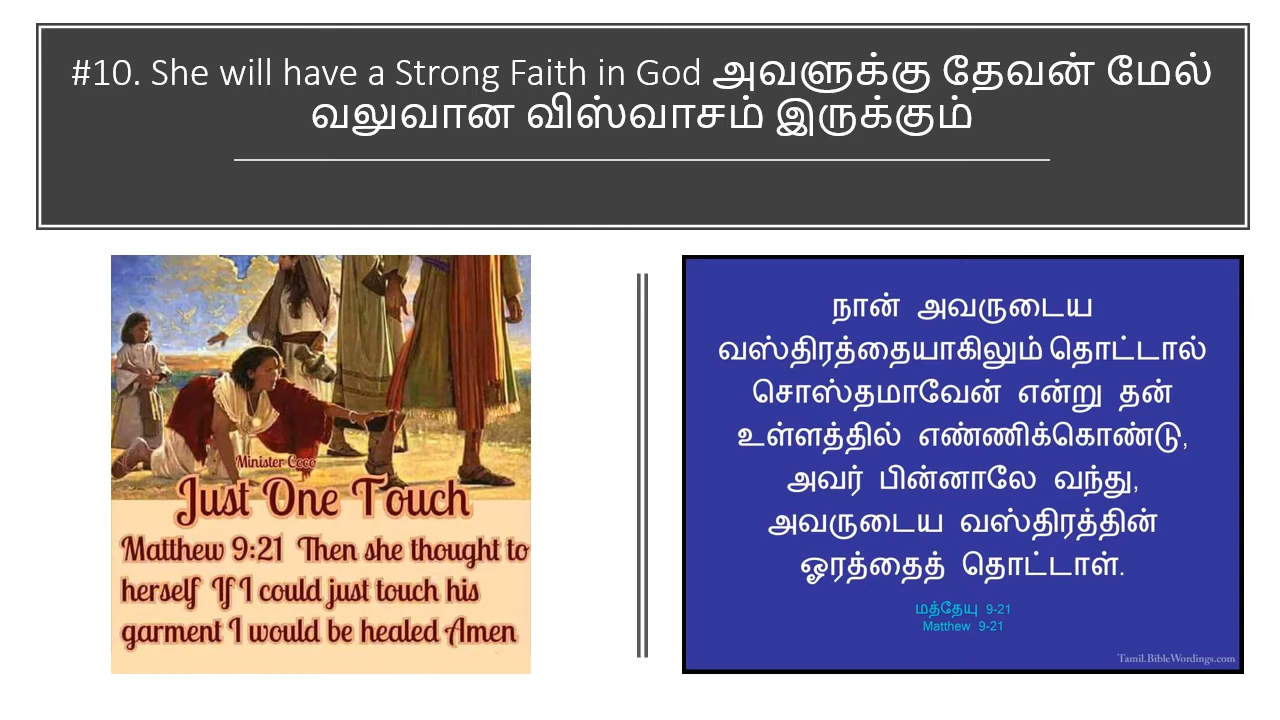 #10. She will have a Strong Faith in God அவளுக்கு தேவன் மேல்
வலுவான விஸ்வாசம் இருக்கும்
Minister Coco
Just One Touch
Matthew 9:21 Then she thought to
herself If I could just touch his
garment I would be healed Amen
நான் அவருடைய
வஸ்திரத்தையாகிலும் தொட்டால்
சொஸ்தமாவேன் என்று தன்
உள்ளத்தில் எண்ணிக்கொண்டு,
அவர் பின்னாலே வந்து,
அவருடைய வஸ்திரத்தின்
ஓரத்தைத் தொட்டாள்.
மத்தேயு 9-21
Matthew 9-21
Tamil.BibleWordings.com